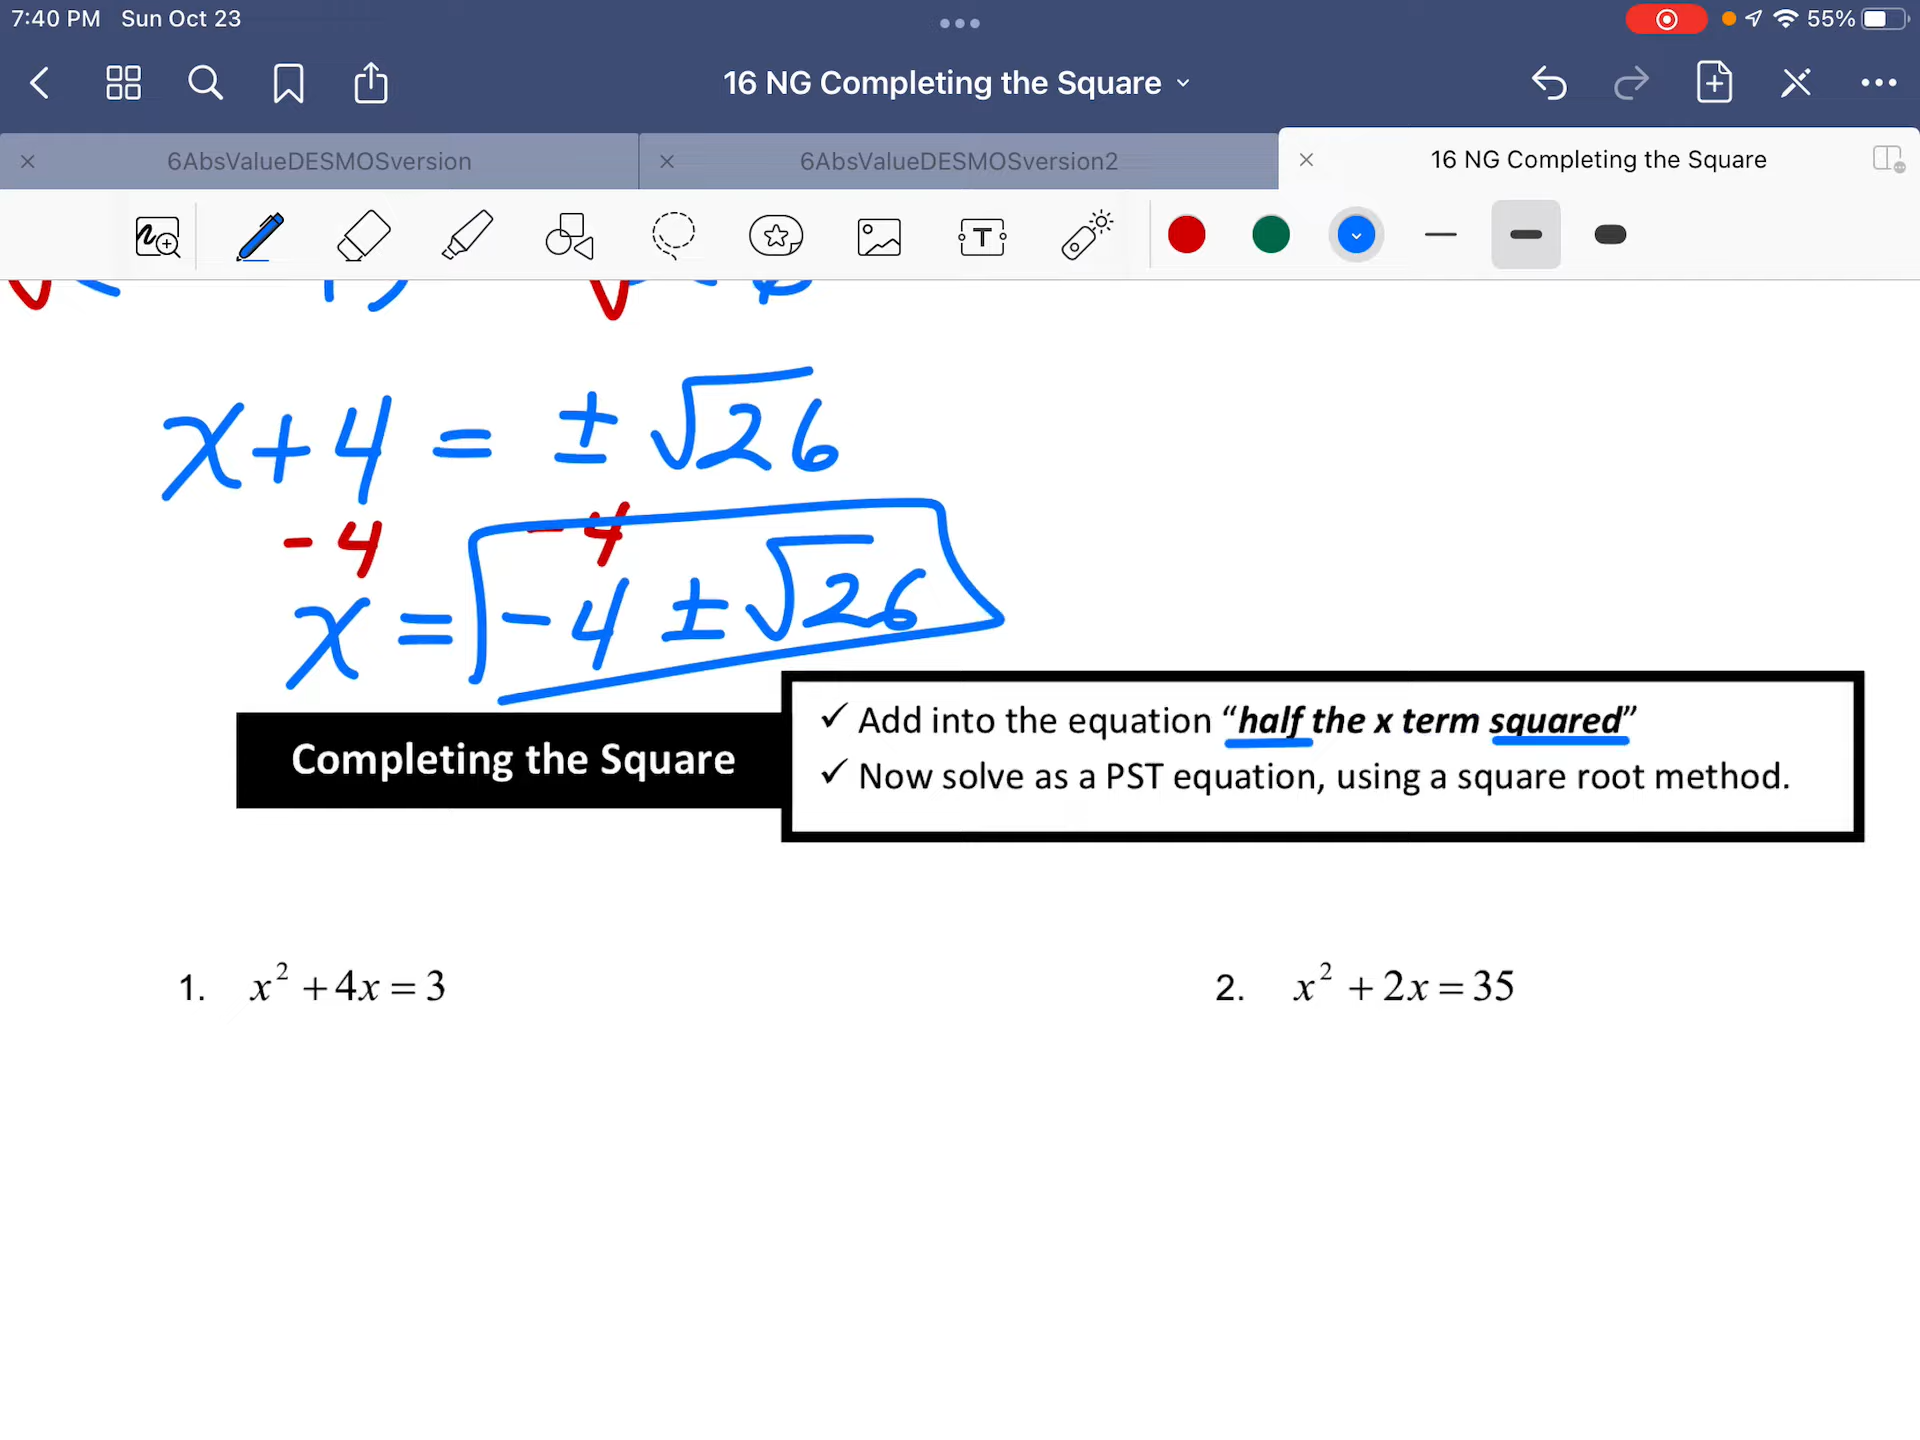 7:40 PM Sun Oct 23
55%
16 NG Completing the Square
6AbsValueDESMOSversion
6AbsValueDESMOSversion2
16 NG Completing the Square
x+4 = ± √26
-4 -4
x = -4 ± √26
Completing the Square
✓ Add into the equation “half the x term squared”
✓ Now solve as a PST equation, using a square root method.
1. x² + 4x = 3
2. x² + 2x = 35